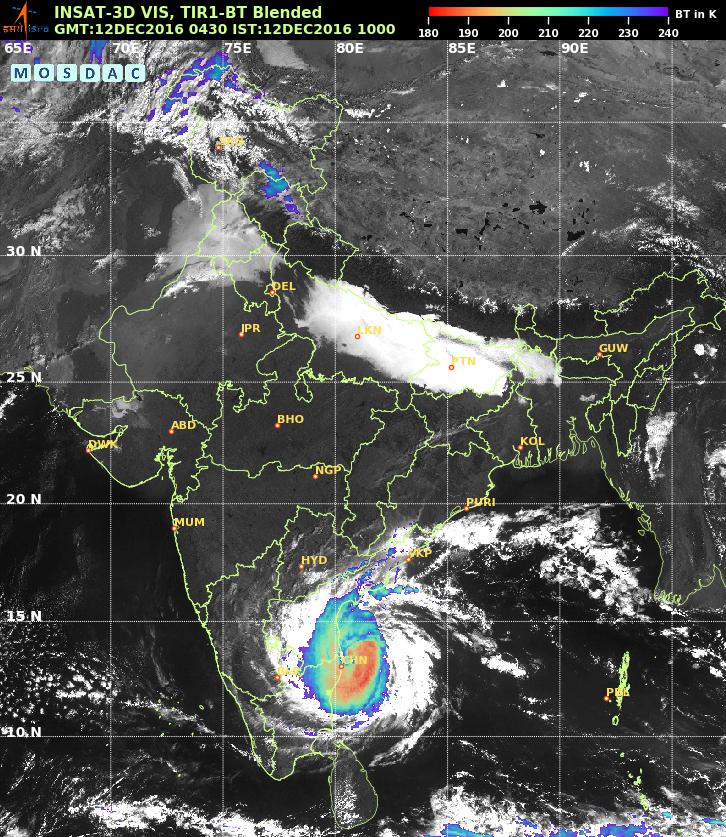 INSAT-3D VIS, TIR1-BT Blended
GMT:12DEC2016 0430 IST:12DEC2016 1000
BT in K
180 190 200 210 220 230 240
65E 70E 75E 80E 85E 90E
MOSDAC
30 N
DEL
JPR
LKN
PTN
GUW
25 N
ABD
BHO
DWK
KOL
NGP
20 N
PURI
MUM
HYD
15 N
CHN
PBL
10 N